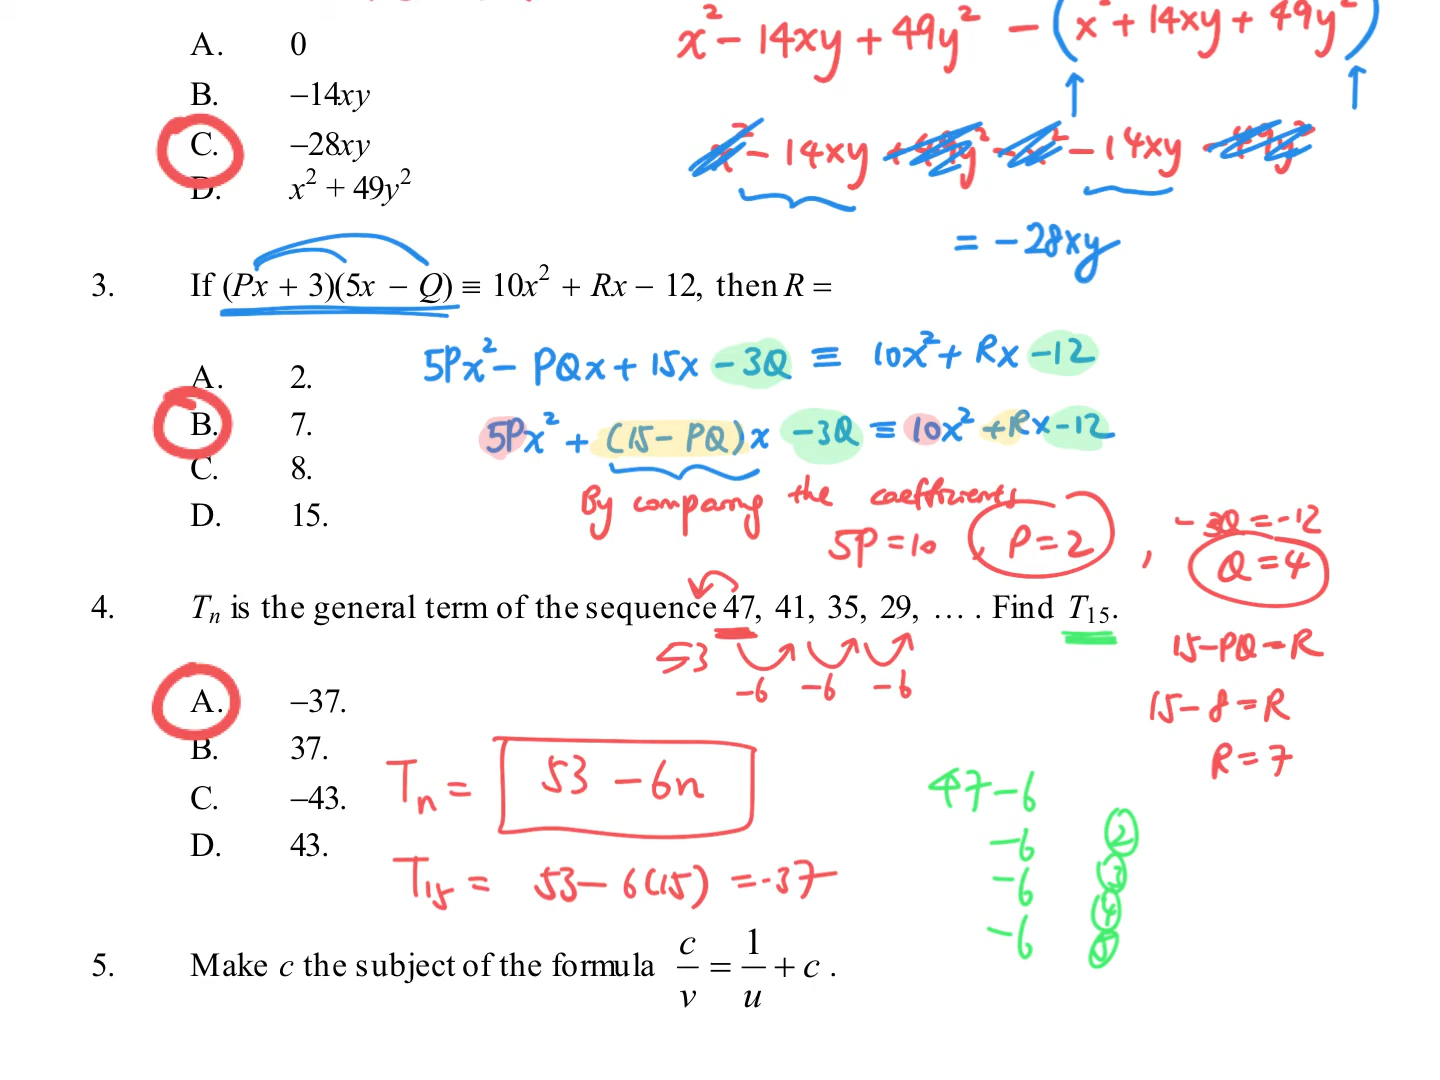 A. 0
x² − 14xy + 49y² − (x² + 14xy + 49y²)
B. −14xy
C. −28xy
− 14xy − 14xy
D. x² + 49y²
= −28xy
3. If (Px + 3)(5x − Q) ≡ 10x² + Rx − 12, then R =
5Px² − PQx + 15x − 3Q ≡ 10x² + Rx − 12
A. 2.
B. 7.
5Px² + (15 − PQ)x − 3Q ≡ 10x² + Rx − 12
C. 8.
By comparing the coefficients
D. 15.
5P = 10, P = 2, −3Q = −12
Q = 4
15 − PQ = R
15 − 8 = R
R = 7
4. Tn is the general term of the sequence 47, 41, 35, 29, … . Find T15.
53
−6 −6 −6
A. −37.
B. 37.
Tn = 53 − 6n
C. −43.
D. 43.
T15 = 53 − 6(15) = −37
47 − 6
−6 ②
−6 ③
−6 ④
⑤
5. Make c the subject of the formula c/v = 1/u + c .